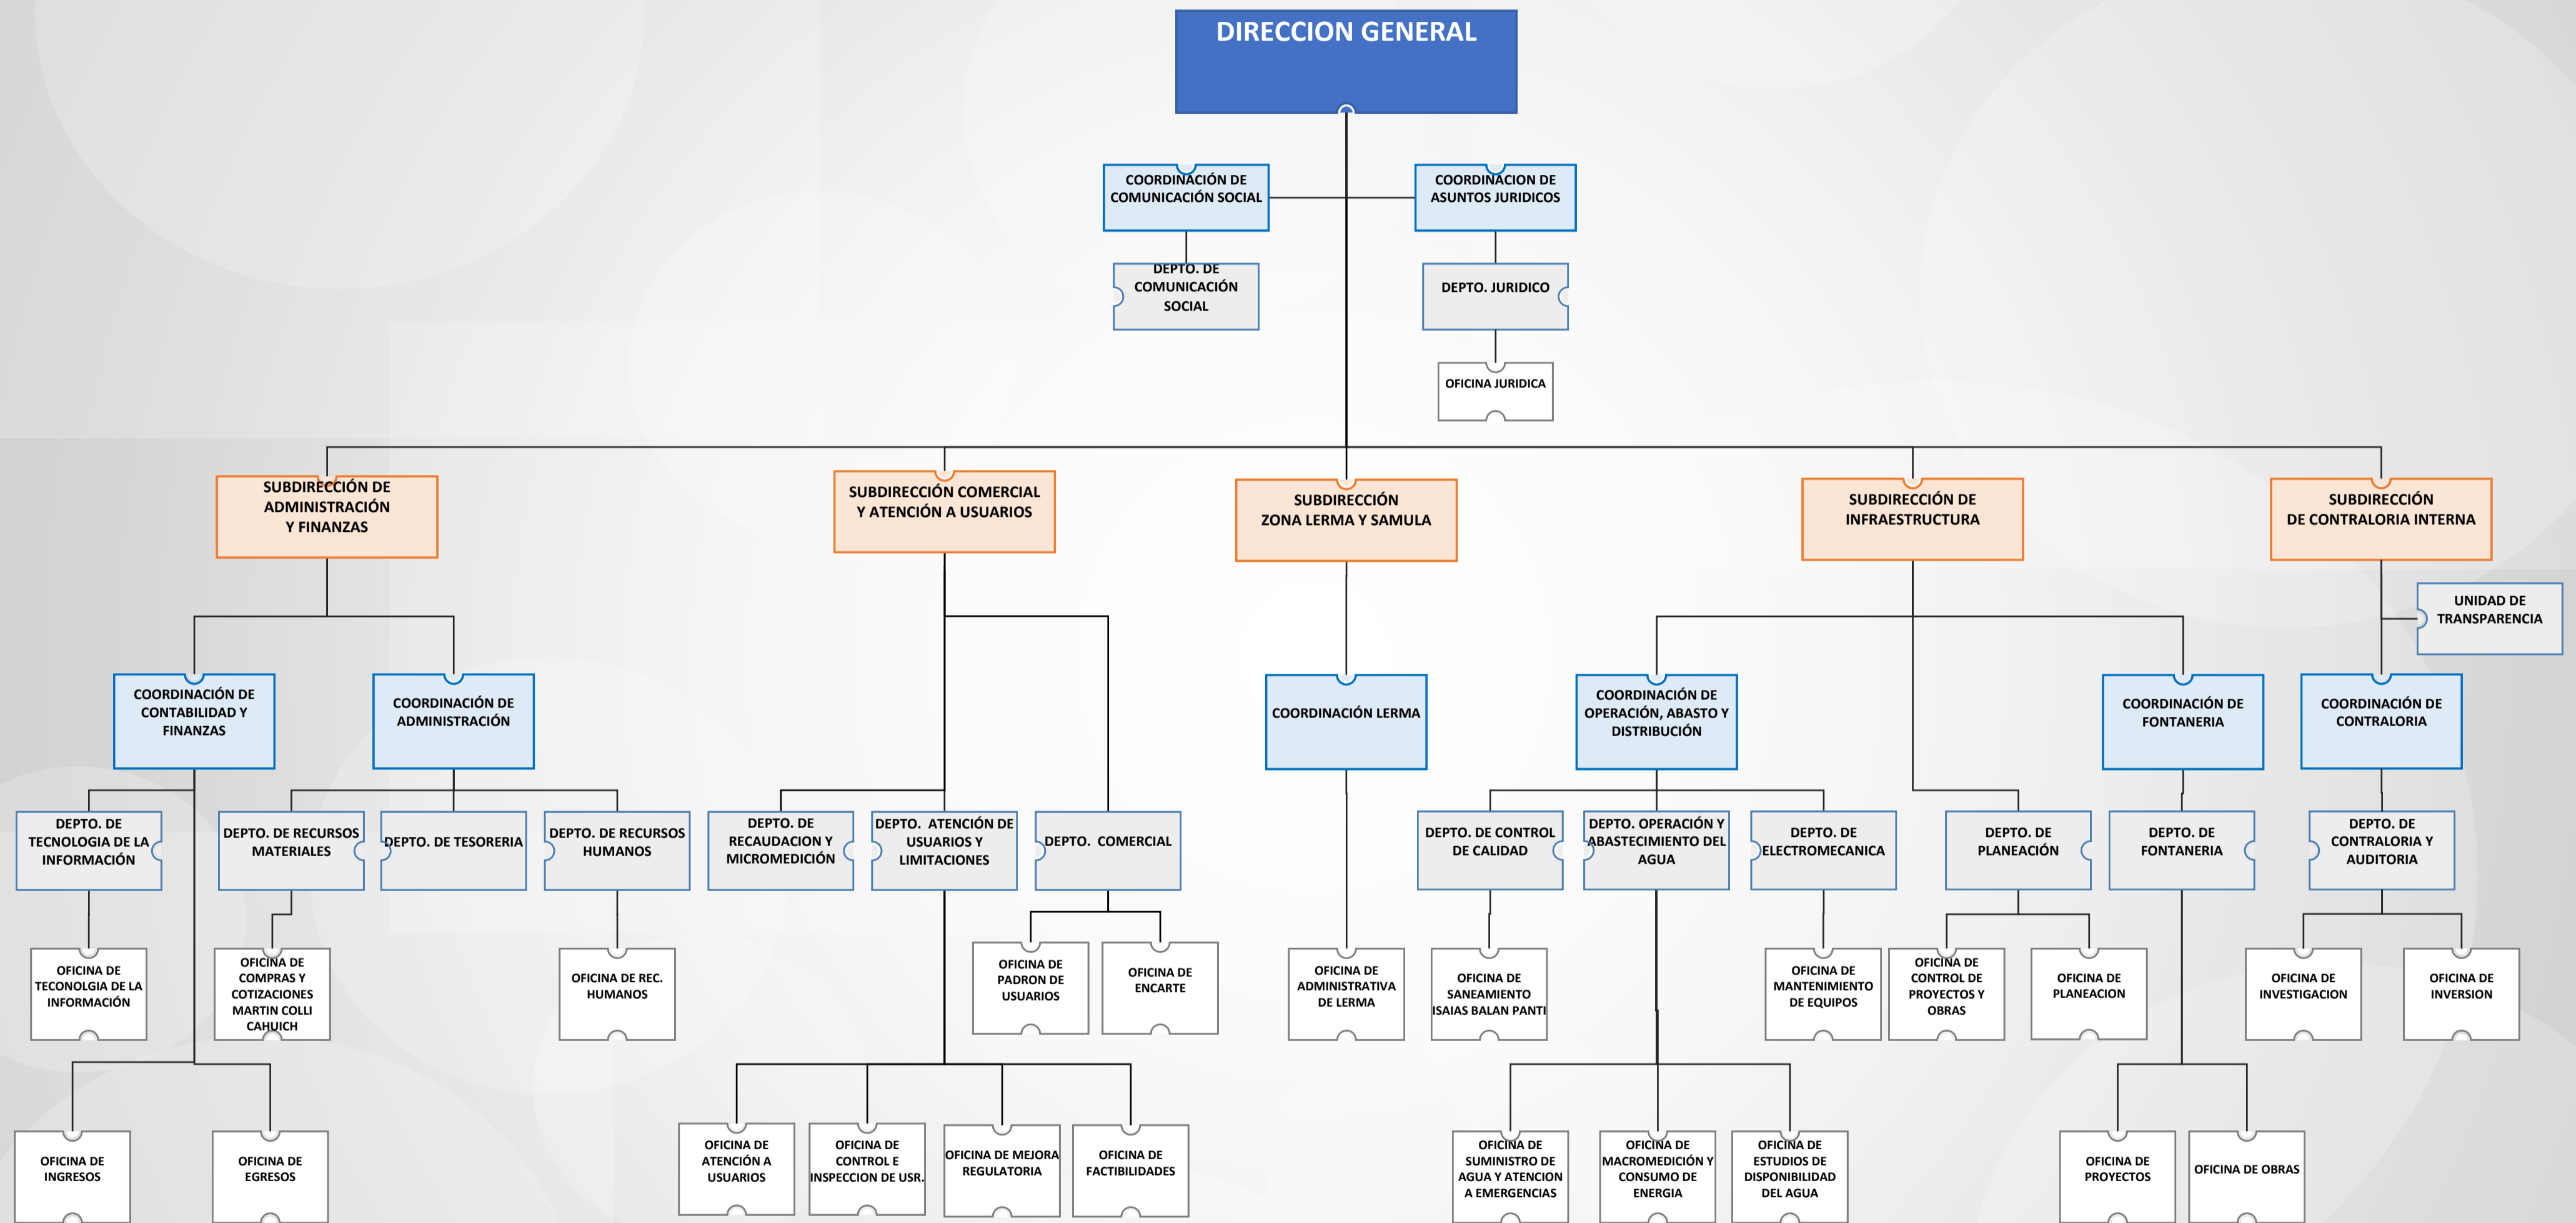 DIRECCION GENERAL
COORDINACIÓN DE
COMUNICACIÓN SOCIAL
COORDINACION DE
ASUNTOS JURIDICOS
DEPTO. DE
COMUNICACIÓN
SOCIAL
DEPTO. JURIDICO
OFICINA JURIDICA
SUBDIRECCIÓN DE
ADMINISTRACIÓN
Y FINANZAS
SUBDIRECCIÓN COMERCIAL
Y ATENCIÓN A USUARIOS
SUBDIRECCIÓN
ZONA LERMA Y SAMULA
SUBDIRECCIÓN DE
INFRAESTRUCTURA
SUBDIRECCIÓN
DE CONTRALORIA INTERNA
UNIDAD DE
TRANSPARENCIA
COORDINACIÓN DE
CONTABILIDAD Y
FINANZAS
COORDINACIÓN DE
ADMINISTRACIÓN
COORDINACIÓN LERMA
COORDINACIÓN DE
OPERACIÓN, ABASTO Y
DISTRIBUCIÓN
COORDINACIÓN DE
FONTANERIA
COORDINACIÓN DE
CONTRALORIA
DEPTO. DE
TECNOLOGIA DE LA
INFORMACIÓN
DEPTO. DE RECURSOS
MATERIALES
DEPTO. DE TESORERIA
DEPTO. DE RECURSOS
HUMANOS
DEPTO. DE
RECAUDACION Y
MICROMEDICIÓN
DEPTO. ATENCIÓN DE
USUARIOS Y
LIMITACIONES
DEPTO. COMERCIAL
DEPTO. DE CONTROL
DE CALIDAD
DEPTO. OPERACIÓN Y
ABASTECIMIENTO DEL
AGUA
DEPTO. DE
ELECTROMECANICA
DEPTO. DE
PLANEACIÓN
DEPTO. DE
FONTANERIA
DEPTO. DE
CONTRALORIA Y
AUDITORIA
OFICINA DE
TECONOLGIA DE LA
INFORMACIÓN
OFICINA DE
COMPRAS Y
COTIZACIONES
MARTIN COLLI
CAHUICH
OFICINA DE REC.
HUMANOS
OFICINA DE
PADRON DE
USUARIOS
OFICINA DE
ENCARTE
OFICINA DE
ADMINISTRATIVA
DE LERMA
OFICINA DE
SANEAMIENTO
ISAIAS BALAN PANTI
OFICINA DE
MANTENIMIENTO
DE EQUIPOS
OFICINA DE
CONTROL DE
PROYECTOS Y
OBRAS
OFICINA DE
PLANEACION
OFICINA DE
INVESTIGACION
OFICINA DE
INVERSION
OFICINA DE
INGRESOS
OFICINA DE
EGRESOS
OFICINA DE
ATENCIÓN A
USUARIOS
OFICINA DE
CONTROL E
INSPECCION DE USR.
OFICINA DE MEJORA
REGULATORIA
OFICINA DE
FACTIBILIDADES
OFICINA DE
SUMINISTRO DE
AGUA Y ATENCION
A EMERGENCIAS
OFICINA DE
MACROMEDICIÓN Y
CONSUMO DE
ENERGIA
OFICINA DE
ESTUDIOS DE
DISPONIBILIDAD
DEL AGUA
OFICINA DE
PROYECTOS
OFICINA DE OBRAS